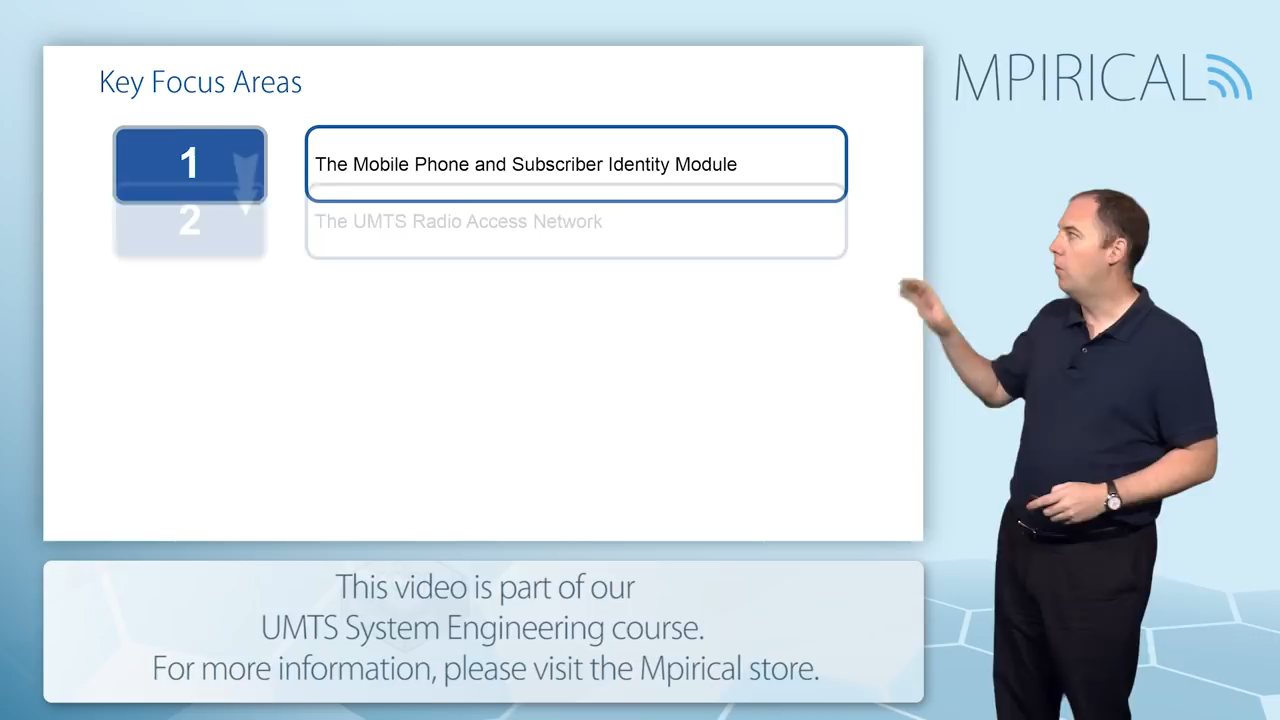 Key Focus Areas
MPIRICAL
1
The Mobile Phone and Subscriber Identity Module
2
The UMTS Radio Access Network
This video is part of our
UMTS System Engineering course.
For more information, please visit the Mpirical store.